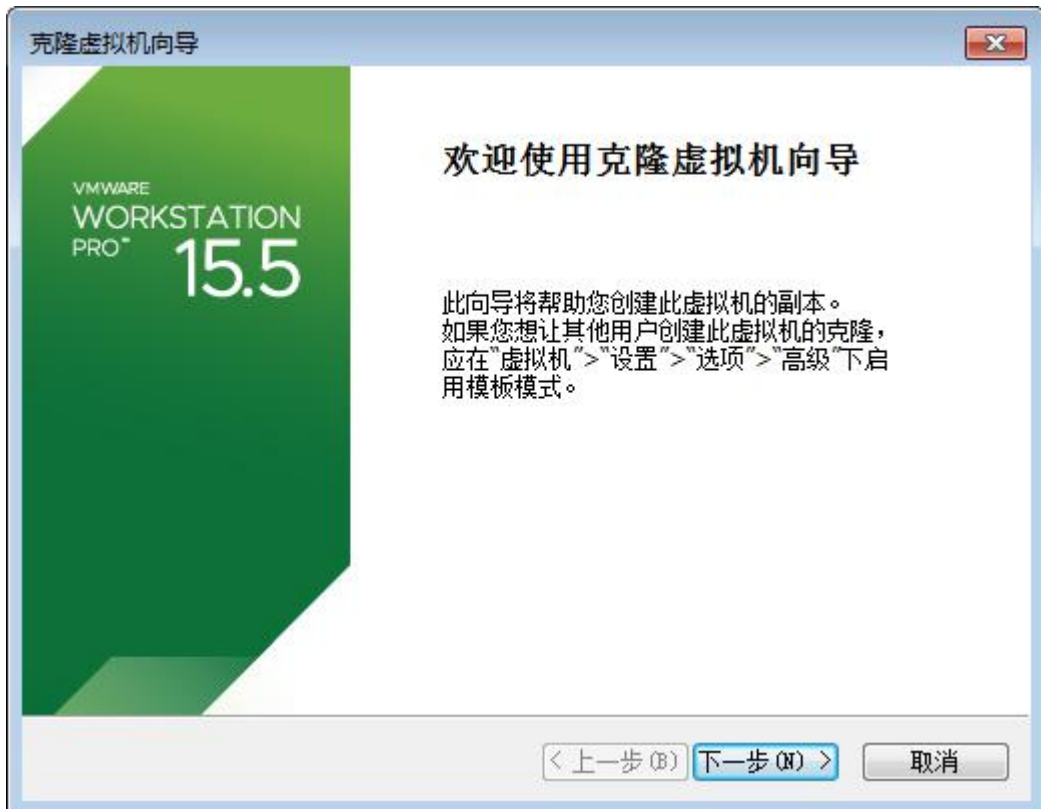 克隆虚拟机向导
VMWARE
WORKSTATION
PRO™
15.5
欢迎使用克隆虚拟机向导
此向导将帮助您创建此虚拟机的副本。
如果您想让其他用户创建此虚拟机的克隆，
应在"虚拟机">"设置">"选项">"高级"下启
用模板模式。
< 上一步(B)
下一步(N) >
取消